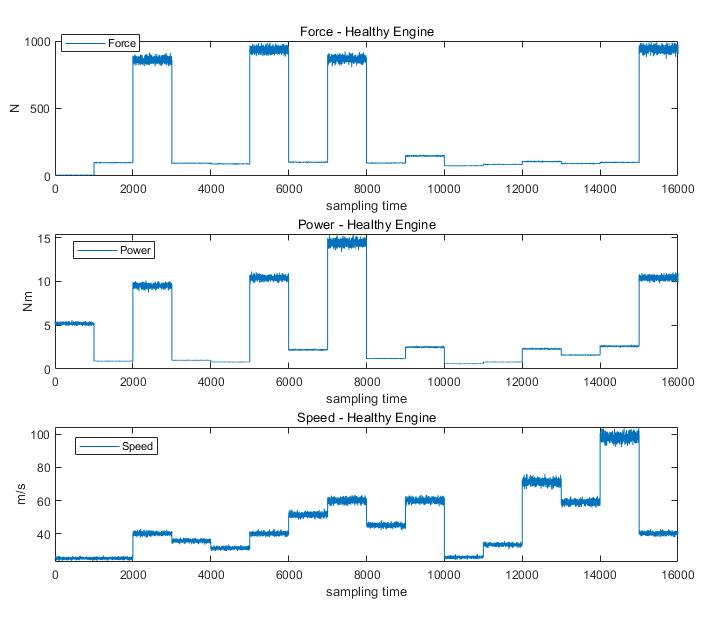 Force - Healthy Engine
Force
1000
500
0
N
0 2000 4000 6000 8000 10000 12000 14000 16000
sampling time
Power - Healthy Engine
Power
15
10
5
0
Nm
0 2000 4000 6000 8000 10000 12000 14000 16000
sampling time
Speed - Healthy Engine
Speed
100
80
60
40
m/s
0 2000 4000 6000 8000 10000 12000 14000 16000
sampling time